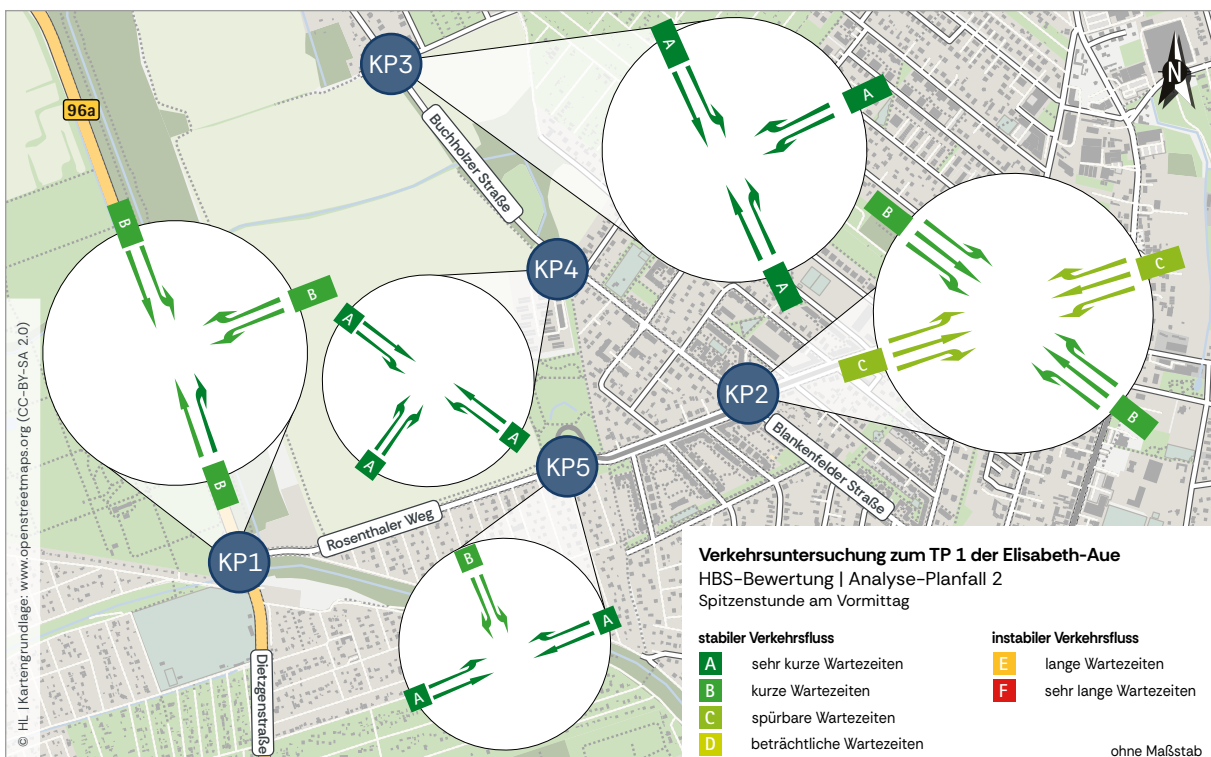 KP3
A
A
A
N
96a
Buchholzer Straße
B
B
B
KP4
A
A
A
B
C
C
B
KP2
Blankenfelder Straße
KP5
Rosenthaler Weg
KP1
Dietzgenstraße
B
A
A
© HL | Kartengrundlage: www.openstreetmaps.org (CC-BY-SA 2.0)
Verkehrsuntersuchung zum TP 1 der Elisabeth-Aue
HBS-Bewertung | Analyse-Planfall 2
Spitzenstunde am Vormittag
stabiler Verkehrsfluss
A sehr kurze Wartezeiten
B kurze Wartezeiten
C spürbare Wartezeiten
D beträchtliche Wartezeiten
instabiler Verkehrsfluss
E lange Wartezeiten
F sehr lange Wartezeiten
ohne Maßstab